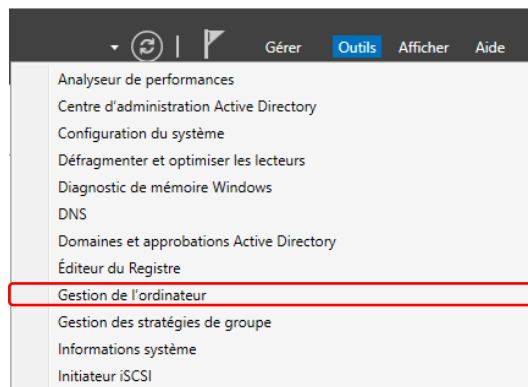 Gérer Outils Afficher Aide
Analyseur de performances
Centre d'administration Active Directory
Configuration du système
Défragmenter et optimiser les lecteurs
Diagnostic de mémoire Windows
DNS
Domaines et approbations Active Directory
Éditeur du Registre
Gestion de l'ordinateur
Gestion des stratégies de groupe
Informations système
Initiateur iSCSI